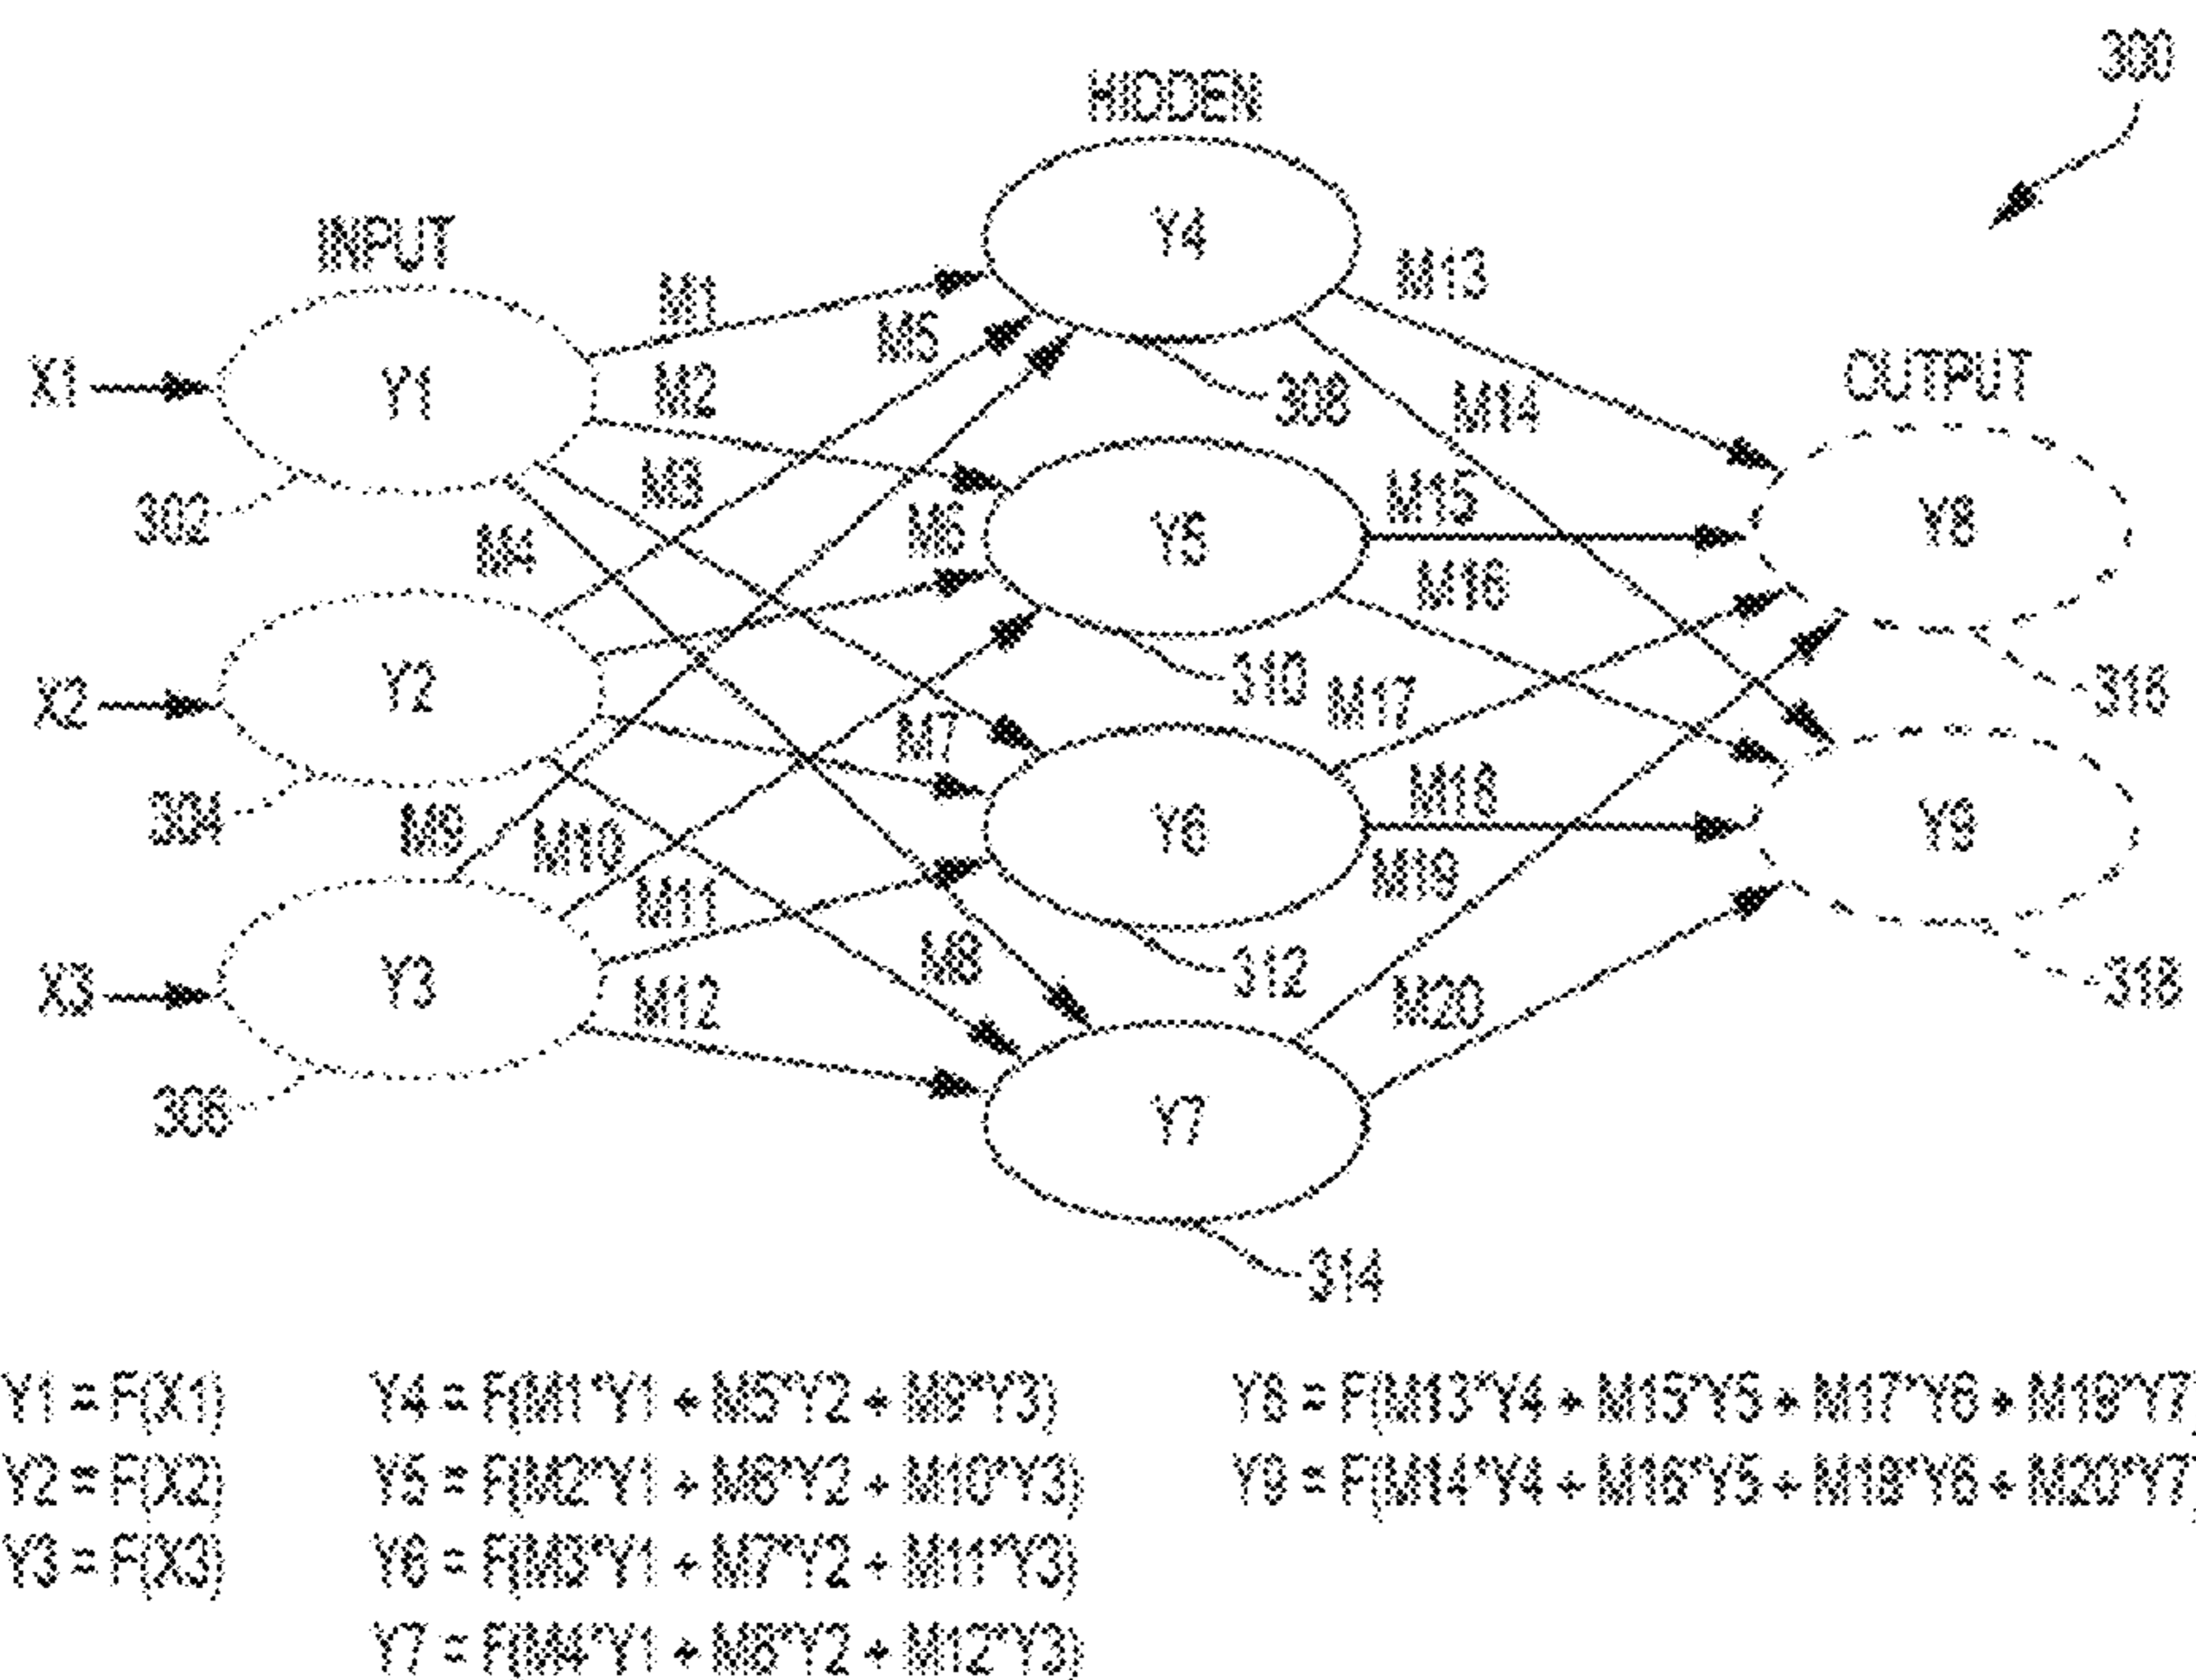 300
HIDDEN
Y4
INPUT
M1
M13
M5
X1
Y1
M2
308
M14
OUTPUT
302
M3
M4
M6
Y5
M15
Y8
M16
X2
Y2
310
M17
316
M7
304
M9
M10
Y6
M18
Y9
M11
M19
X3
Y3
M8
312
M12
M20
318
306
Y7
314
Y1 = F(X1)
Y2 = F(X2)
Y3 = F(X3)
Y4 = F(M1*Y1 + M5*Y2 + M9*Y3)
Y5 = F(M2*Y1 + M6*Y2 + M10*Y3)
Y6 = F(M3*Y1 + M7*Y2 + M11*Y3)
Y7 = F(M4*Y1 + M8*Y2 + M12*Y3)
Y8 = F(M13*Y4 + M15*Y5 + M17*Y6 + M19*Y7)
Y9 = F(M14*Y4 + M16*Y5 + M18*Y6 + M20*Y7)